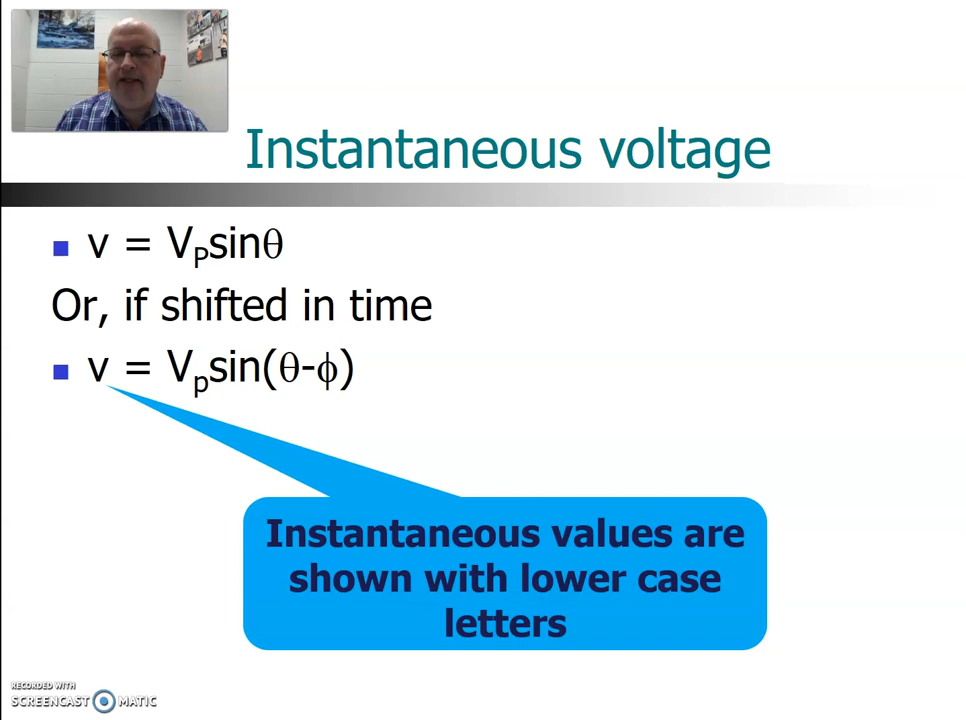 Instantaneous voltage
v = VPsinθ
Or, if shifted in time
v = Vpsin(θ-ϕ)
Instantaneous values are
shown with lower case
letters
RECORDED WITH
SCREENCAST MATIC